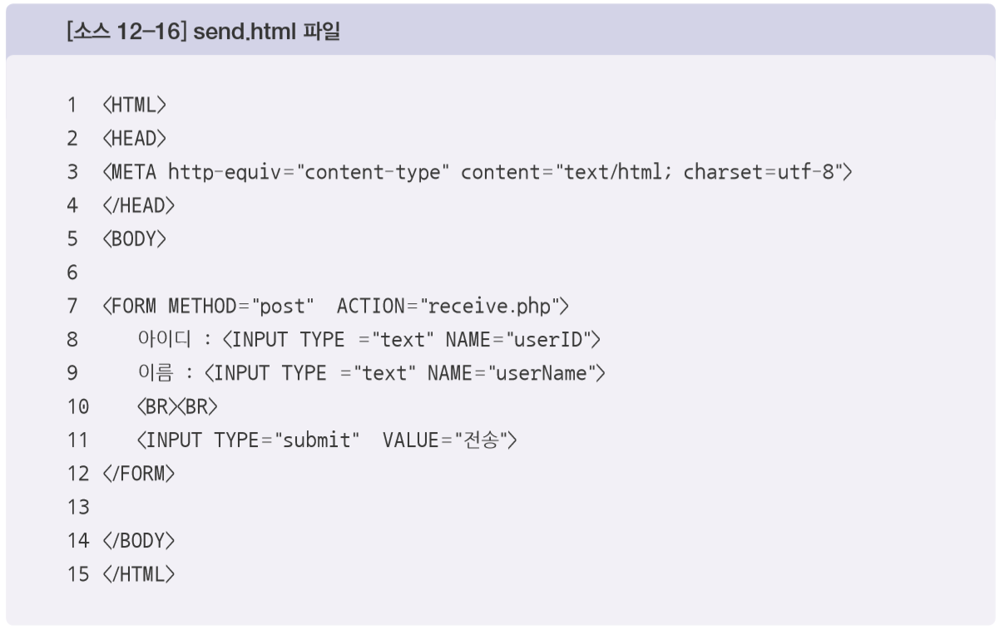 [소스 12-16] send.html 파일
1 <HTML>
2 <HEAD>
3 <META http-equiv="content-type" content="text/html; charset=utf-8">
4 </HEAD>
5 <BODY>
6
7 <FORM METHOD="post"  ACTION="receive.php">
8    아이디 : <INPUT TYPE ="text" NAME="userID">
9    이름 : <INPUT TYPE ="text" NAME="userName">
10    <BR><BR>
11    <INPUT TYPE="submit"  VALUE="전송">
12 </FORM>
13
14 </BODY>
15 </HTML>